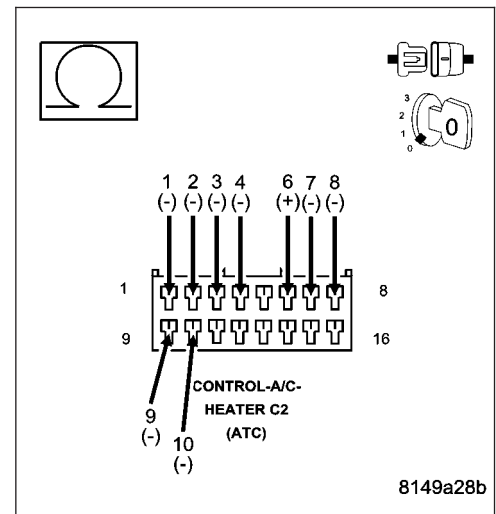 3
2
1
0
0
1 2 3 4 6 7 8
(-) (-) (-) (-) (+) (-) (-)
1 8
9 16
CONTROL-A/C-
HEATER C2
(ATC)
9
(-)
10
(-)
8149a28b